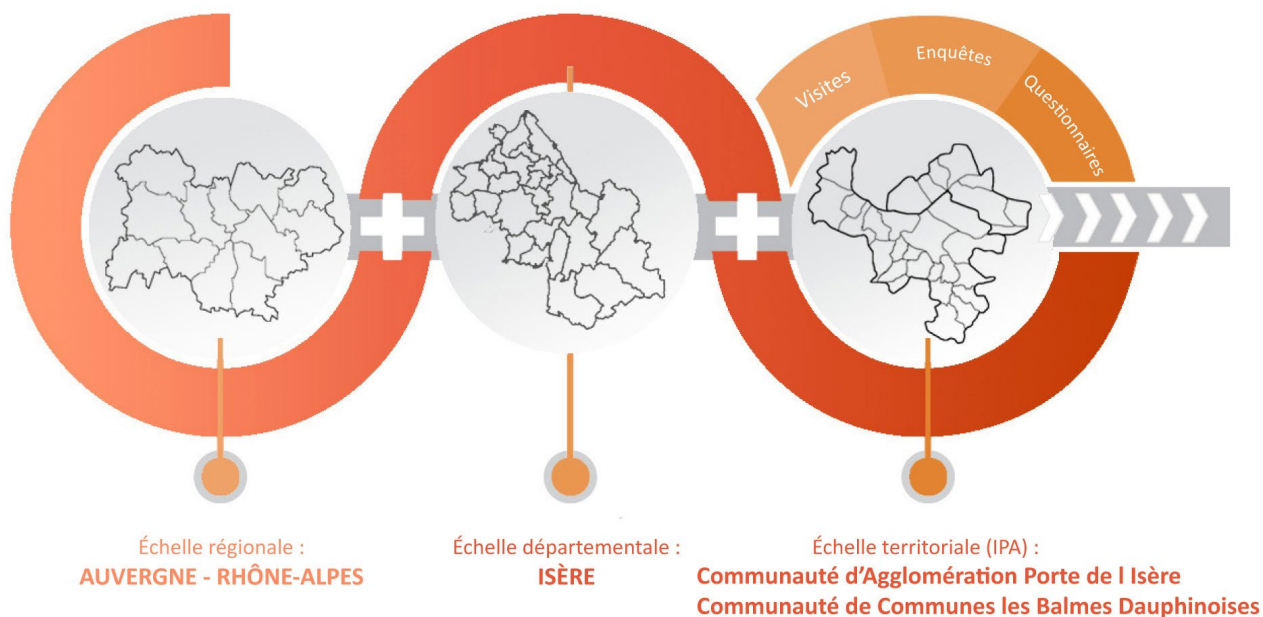 Visites
Enquêtes
Questionnaires
Échelle régionale :
AUVERGNE - RHÔNE-ALPES
Échelle départementale :
ISÈRE
Échelle territoriale (IPA) :
Communauté d'Agglomération Porte de l Isère
Communauté de Communes les Balmes Dauphinoises